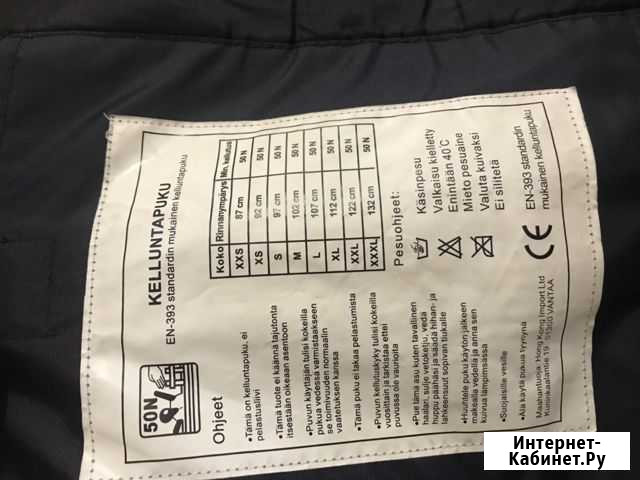 KELLUNTAPUKU
EN-393 standardin mukainen kelluntapuku
50N
Ohjeet
•Tämä on kelluntapuku, ei
pelastusliivi
•Tämä tuote ei käännä tajutonta
itsestään oikeaan asentoon
•Puvun käyttäjän tulisi kokeilla
pukua vedessä varmistaakseen
se toimivuuden normaalin
vaatetuksen kanssa
•Tämä puku ei takaa pelastumista
•Puvun kelluntakyky tulisi kokeilla
vuosittain ja tarkistaa ettei
puvussa ole vaurioita
•Pue tämä asu kuten tavallinen
haalari, sulje vetoketju, vedä
huppu päähäsi ja säädä hihan- ja
lahkeensuut sopivan tiukalle
•Huuhtele puku käytön jälkeen
makealla vedellä ja anna sen
kuivua lämpimässä
•Suojaisille vesille
•Älä käytä pukua tyynynä
Maahantuoja: Hong Kong Import Ltd
01300 VANTAA
Koko Rinnanympärys Min. kelluvuus
XXS 87 cm 50 N
XS 92 cm 50 N
S 97 cm 50 N
M 102 cm 50 N
L 107 cm 50 N
XL 112 cm 50 N
XXL 122 cm 50 N
XXXL 132 cm 50 N
Pesuohjeet:
Käsinpesu
Valkaisu kielletty
Enintään 40°C
Mieto pesuaine
Valuta kuivaksi
Ei silitetä
CE
EN-393 standardin
mukainen kelluntapuku
Интернет-
Кабинет.Ру